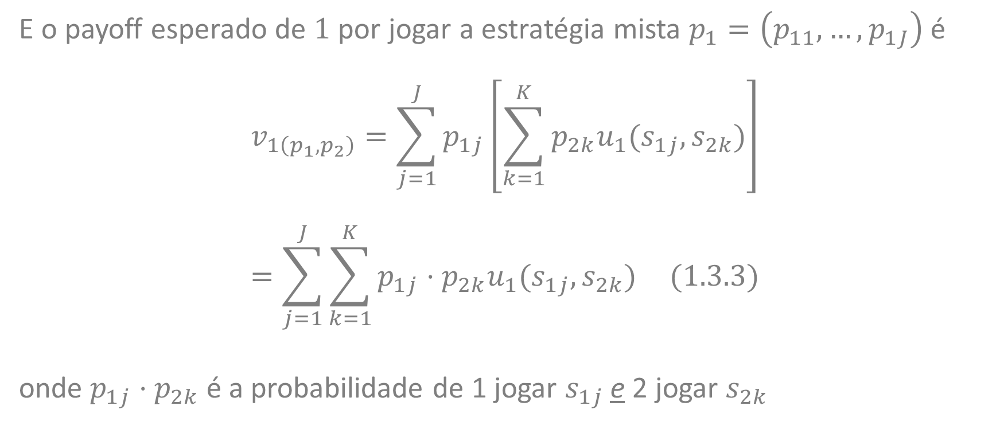 E o payoff esperado de 1 por jogar a estratégia mista $p_1 = (p_{11}, \dots, p_{1J})$ é
$v_{1(p_1,p_2)} = \sum_{j=1}^{J} p_{1j} \left[ \sum_{k=1}^{K} p_{2k} u_1(s_{1j}, s_{2k}) \right]$
$= \sum_{j=1}^{J} \sum_{k=1}^{K} p_{1j} \cdot p_{2k} u_1(s_{1j}, s_{2k}) \quad (1.3.3)$
onde $p_{1j} \cdot p_{2k}$ é a probabilidade de 1 jogar $s_{1j}$ e 2 jogar $s_{2k}$